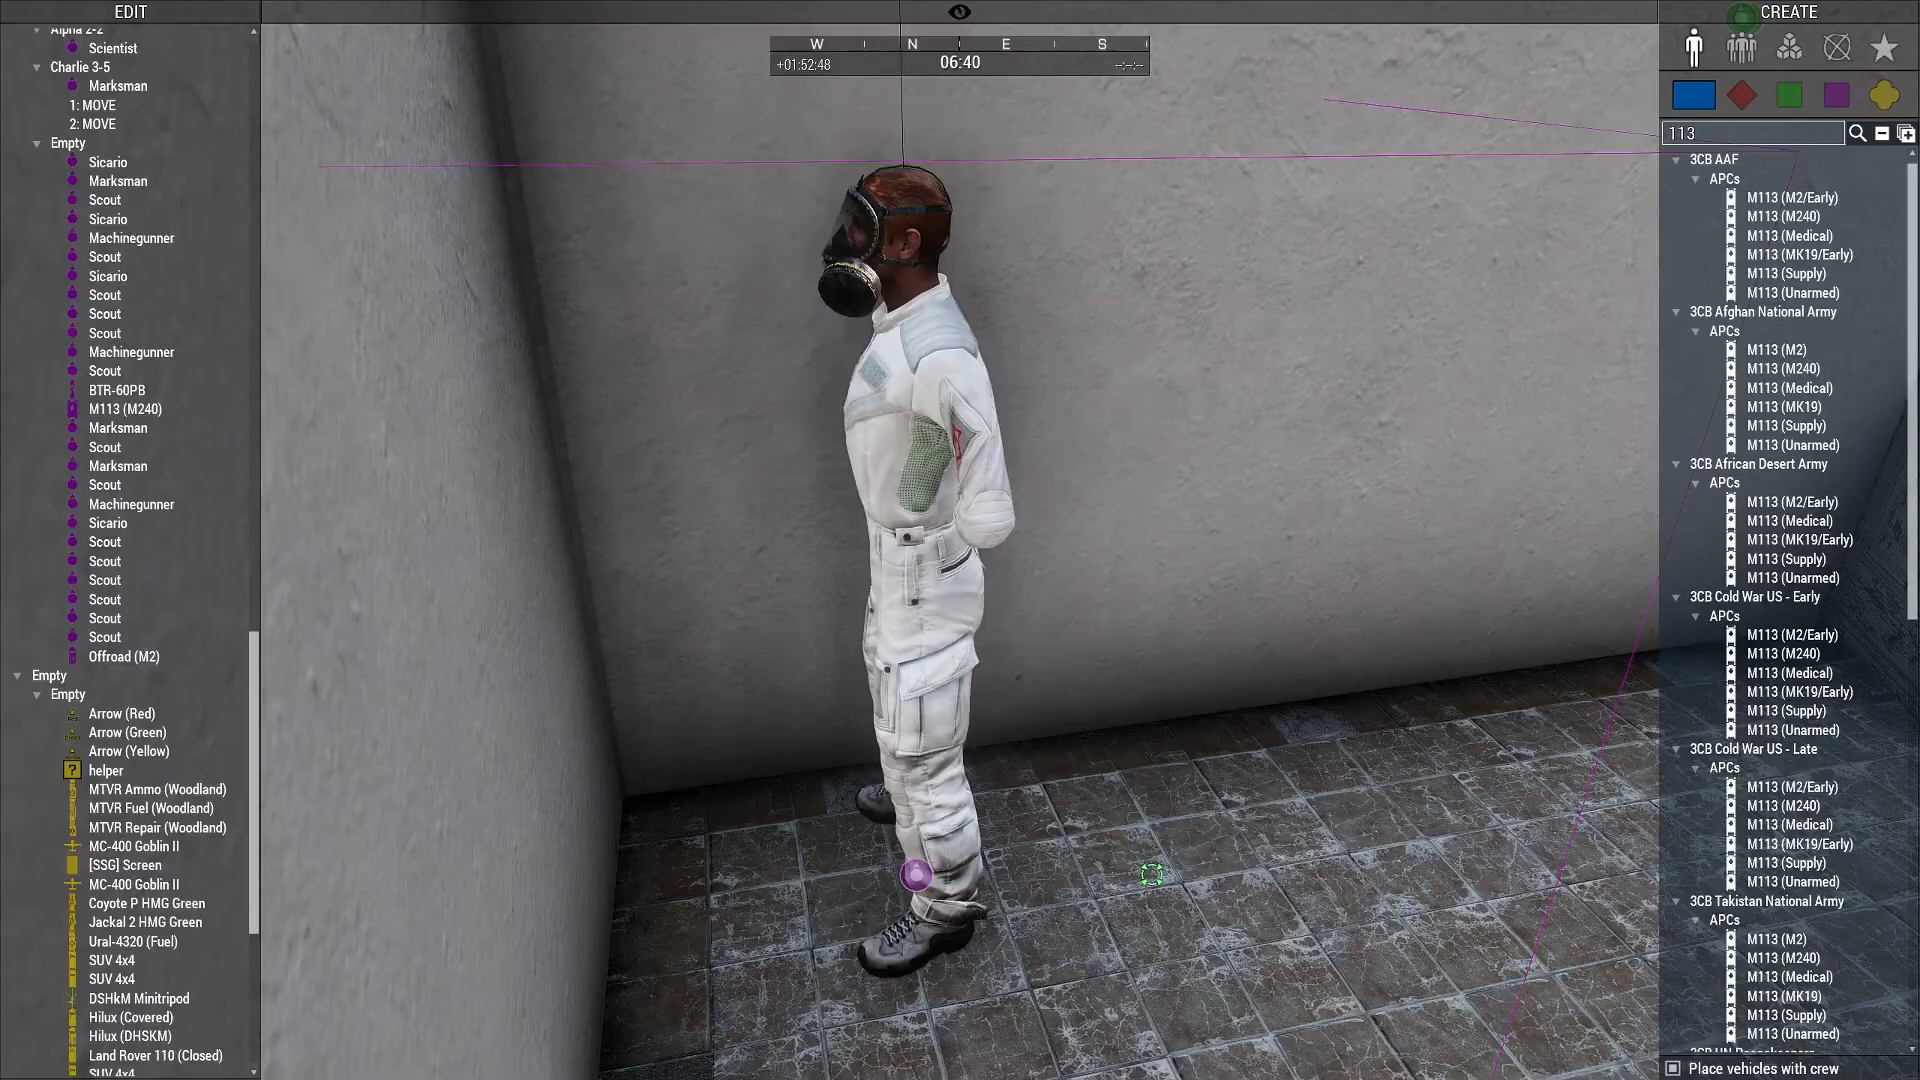 EDIT
Alpha 2-2
Scientist
Charlie 3-5
Marksman
1: MOVE
2: MOVE
Empty
Sicario
Marksman
Scout
Sicario
Machinegunner
Scout
Sicario
Scout
Scout
Scout
Machinegunner
Scout
BTR-60PB
M113 (M240)
Marksman
Scout
Marksman
Scout
Machinegunner
Sicario
Scout
Scout
Scout
Scout
Scout
Scout
Offroad (M2)
Empty
Empty
Arrow (Red)
Arrow (Green)
Arrow (Yellow)
? helper
MTVR Ammo (Woodland)
MTVR Fuel (Woodland)
MTVR Repair (Woodland)
MC-400 Goblin II
[SSG] Screen
MC-400 Goblin II
Coyote P HMG Green
Jackal 2 HMG Green
Ural-4320 (Fuel)
SUV 4x4
SUV 4x4
DSHkM Minitripod
Hilux (Covered)
Hilux (DHSKM)
Land Rover 110 (Closed)
SUV 4x4
W N E S
+01:52:48 06:40 --:--:--
CREATE
113
3CB AAF
APCs
M113 (M2/Early)
M113 (M240)
M113 (Medical)
M113 (MK19/Early)
M113 (Supply)
M113 (Unarmed)
3CB Afghan National Army
APCs
M113 (M2)
M113 (M240)
M113 (Medical)
M113 (MK19)
M113 (Supply)
M113 (Unarmed)
3CB African Desert Army
APCs
M113 (M2/Early)
M113 (Medical)
M113 (MK19/Early)
M113 (Supply)
M113 (Unarmed)
3CB Cold War US - Early
APCs
M113 (M2/Early)
M113 (M240)
M113 (Medical)
M113 (MK19/Early)
M113 (Supply)
M113 (Unarmed)
3CB Cold War US - Late
APCs
M113 (M2/Early)
M113 (M240)
M113 (Medical)
M113 (MK19/Early)
M113 (Supply)
M113 (Unarmed)
3CB Takistan National Army
APCs
M113 (M2)
M113 (M240)
M113 (Medical)
M113 (MK19)
M113 (Supply)
M113 (Unarmed)
3CB UN Peacekeepers
Place vehicles with crew